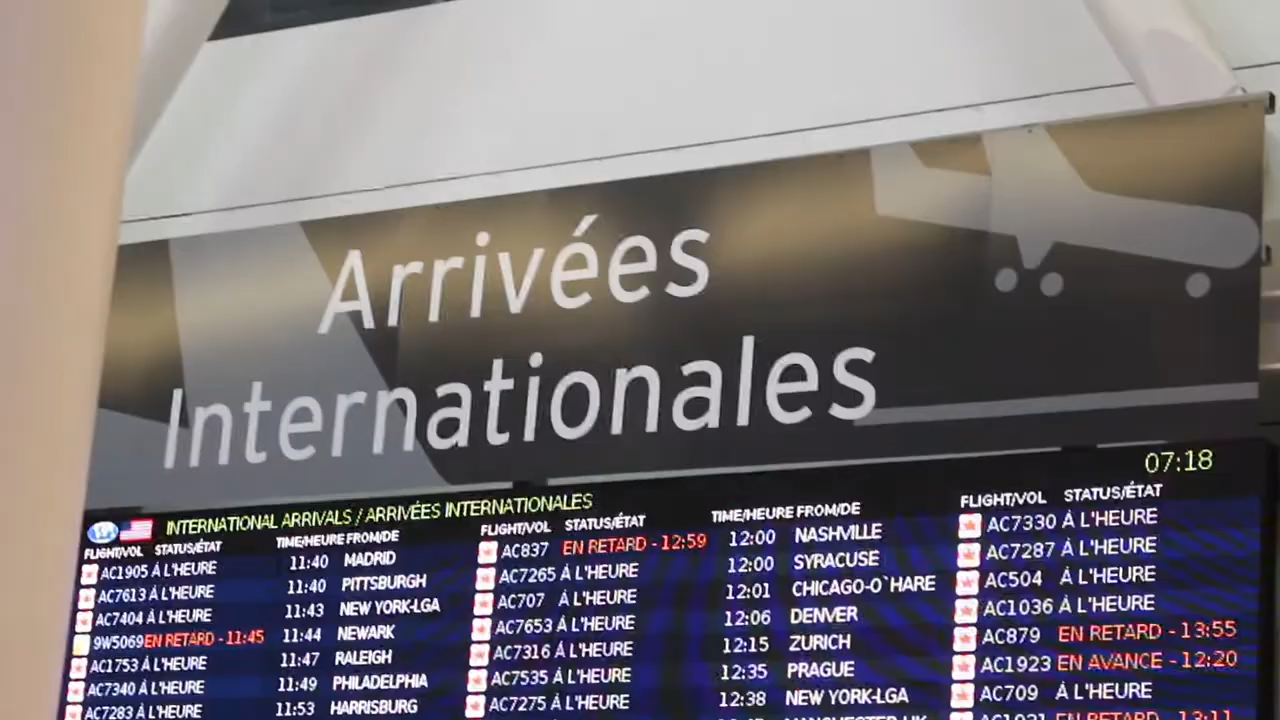 Arrivées
Internationales
07:18
INTERNATIONAL ARRIVALS / ARRIVÉES INTERNATIONALES
FLIGHT/VOL STATUS/ÉTAT TIME/HEURE FROM/DE FLIGHT/VOL STATUS/ÉTAT TIME/HEURE FROM/DE FLIGHT/VOL STATUS/ÉTAT
AC1905 À L'HEURE 11:40 MADRID AC837 EN RETARD - 12:59 12:00 NASHVILLE AC7330 À L'HEURE
AC7613 À L'HEURE 11:40 PITTSBURGH AC7265 À L'HEURE 12:00 SYRACUSE AC7287 À L'HEURE
AC7404 À L'HEURE 11:43 NEW YORK-LGA AC707 À L'HEURE 12:01 CHICAGO-O`HARE AC504 À L'HEURE
9W5069 EN RETARD - 11:45 11:44 NEWARK AC7653 À L'HEURE 12:06 DENVER AC1036 À L'HEURE
AC1753 À L'HEURE 11:47 RALEIGH AC7316 À L'HEURE 12:15 ZURICH AC879 EN RETARD - 13:55
AC7340 À L'HEURE 11:49 PHILADELPHIA AC7535 À L'HEURE 12:35 PRAGUE AC1923 EN AVANCE - 12:20
AC7283 À L'HEURE 11:53 HARRISBURG AC7275 À L'HEURE 12:38 NEW YORK-LGA AC709 À L'HEURE